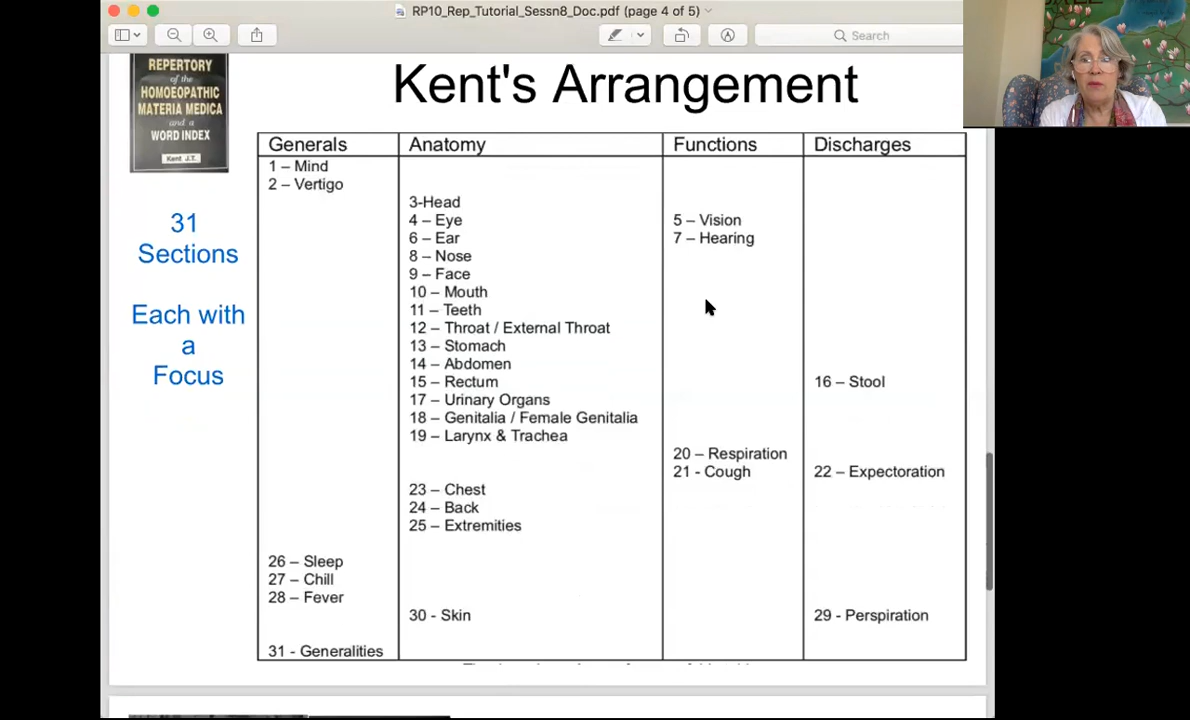 RP10_Rep_Tutorial_Sessn8_Doc.pdf (page 4 of 5)
Search
REPERTORY
of the
HOMOEOPATHIC
MATERIA MEDICA
and a
WORD INDEX
Kent J.T.
Kent's Arrangement
31
Sections
Each with
a
Focus
Generals Anatomy Functions Discharges
1 – Mind
2 – Vertigo
3-Head
4 – Eye 5 – Vision
6 – Ear 7 – Hearing
8 – Nose
9 – Face
10 – Mouth
11 – Teeth
12 – Throat / External Throat
13 – Stomach
14 – Abdomen
15 – Rectum 16 – Stool
17 – Urinary Organs
18 – Genitalia / Female Genitalia
19 – Larynx & Trachea
20 – Respiration
21 - Cough 22 – Expectoration
23 – Chest
24 – Back
25 – Extremities
26 – Sleep
27 – Chill
28 – Fever
30 - Skin 29 - Perspiration
31 - Generalities